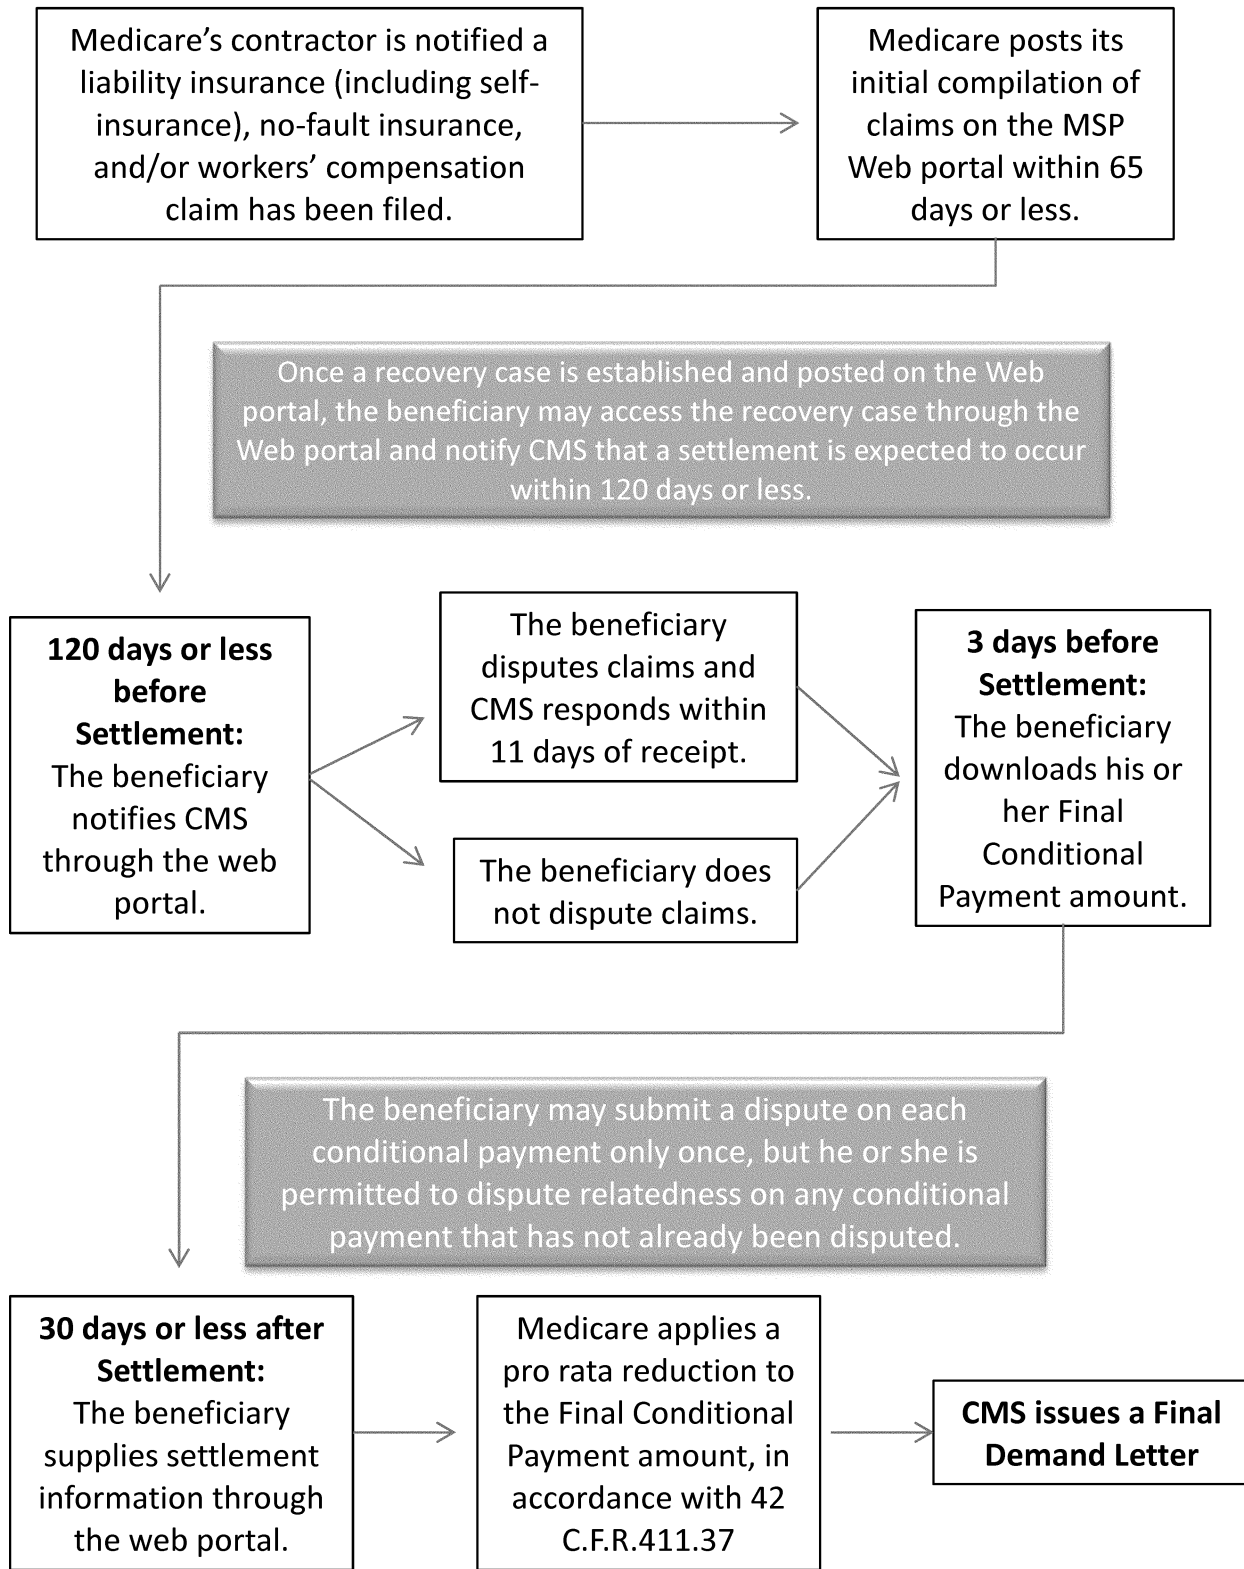 Medicare’s contractor is notified a
liability insurance (including self-
insurance), no-fault insurance,
and/or workers’ compensation
claim has been filed.
Medicare posts its
initial compilation of
claims on the MSP
Web portal within 65
days or less.
Once a recovery case is established and posted on the Web
portal, the beneficiary may access the recovery case through the
Web portal and notify CMS that a settlement is expected to occur
within 120 days or less.
120 days or less
before
Settlement:
The beneficiary
notifies CMS
through the web
portal.
The beneficiary
disputes claims and
CMS responds within
11 days of receipt.
The beneficiary does
not dispute claims.
3 days before
Settlement:
The beneficiary
downloads his or
her Final
Conditional
Payment amount.
The beneficiary may submit a dispute on each
conditional payment only once, but he or she is
permitted to dispute relatedness on any conditional
payment that has not already been disputed.
30 days or less after
Settlement:
The beneficiary
supplies settlement
information through
the web portal.
Medicare applies a
pro rata reduction to
the Final Conditional
Payment amount, in
accordance with 42
C.F.R.411.37
CMS issues a Final
Demand Letter